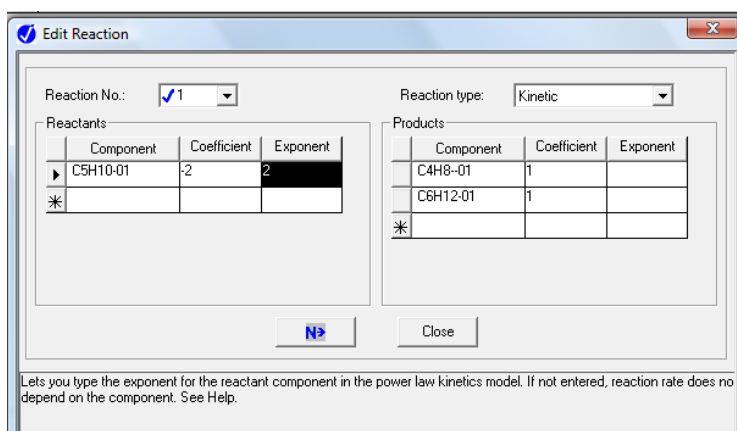 Edit Reaction
Reaction No.: 1 Reaction type: Kinetic
Reactants Products
Component Coefficient Exponent Component Coefficient Exponent
C5H10-01 -2 2 C4H8--01 1
C6H12-01 1
N Close
Lets you type the exponent for the reactant component in the power law kinetics model. If not entered, reaction rate does no
depend on the component. See Help.